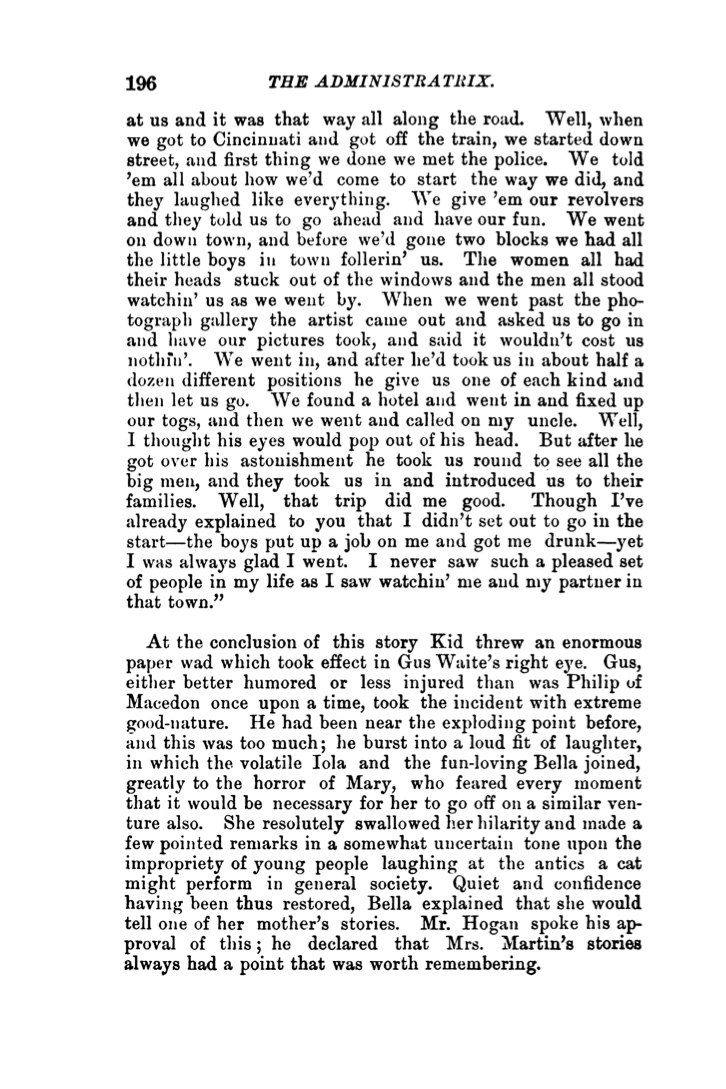 196 THE ADMINISTRATRIX.
at us and it was that way all along the road. Well, when
we got to Cincinnati and got off the train, we started down
street, and first thing we done we met the police. We told
'em all about how we'd come to start the way we did, and
they laughed like everything. We give 'em our revolvers
and they told us to go ahead and have our fun. We went
on down town, and before we'd gone two blocks we had all
the little boys in town follerin' us. The women all had
their heads stuck out of the windows and the men all stood
watchin' us as we went by. When we went past the pho-
tograph gallery the artist came out and asked us to go in
and have our pictures took, and said it wouldn't cost us
nothin'. We went in, and after he'd took us in about half a
dozen different positions he give us one of each kind and
then let us go. We found a hotel and went in and fixed up
our togs, and then we went and called on my uncle. Well,
I thought his eyes would pop out of his head. But after he
got over his astonishment he took us round to see all the
big men, and they took us in and introduced us to their
families. Well, that trip did me good. Though I've
already explained to you that I didn't set out to go in the
start—the boys put up a job on me and got me drunk—yet
I was always glad I went. I never saw such a pleased set
of people in my life as I saw watchin' me and my partner in
that town."
At the conclusion of this story Kid threw an enormous
paper wad which took effect in Gus Waite's right eye. Gus,
either better humored or less injured than was Philip of
Macedon once upon a time, took the incident with extreme
good-nature. He had been near the exploding point before,
and this was too much; he burst into a loud fit of laughter,
in which the volatile Iola and the fun-loving Bella joined,
greatly to the horror of Mary, who feared every moment
that it would be necessary for her to go off on a similar ven-
ture also. She resolutely swallowed her hilarity and made a
few pointed remarks in a somewhat uncertain tone upon the
impropriety of young people laughing at the antics a cat
might perform in general society. Quiet and confidence
having been thus restored, Bella explained that she would
tell one of her mother's stories. Mr. Hogan spoke his ap-
proval of this; he declared that Mrs. Martin's stories
always had a point that was worth remembering.